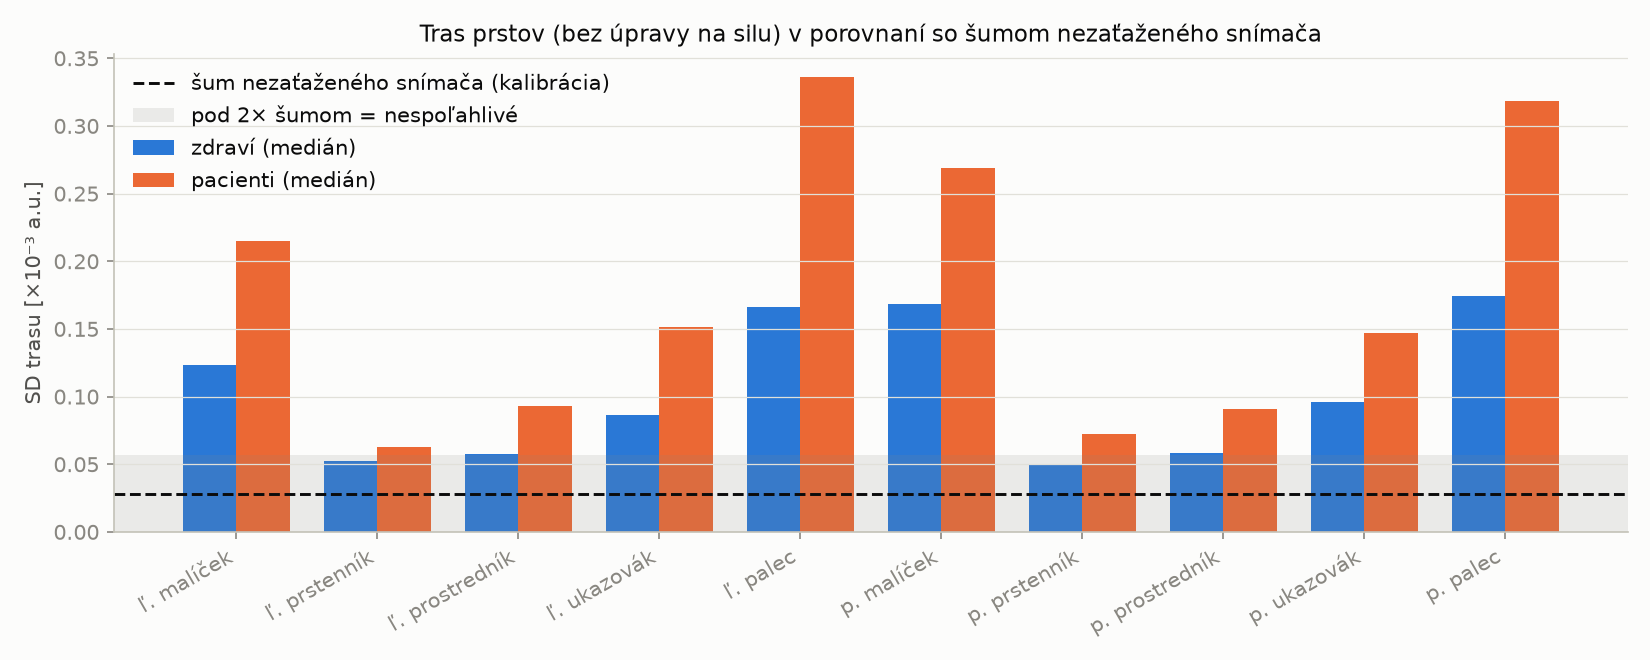 Tras prstov (bez úpravy na silu) v porovnaní so šumom nezaťaženého snímača
SD trasu [×10⁻³ a.u.]
0.35
0.30
0.25
0.20
0.15
0.10
0.05
0.00
šum nezaťaženého snímača (kalibrácia)
pod 2× šumom = nespoľahlivé
zdraví (medián)
pacienti (medián)
ľ. malíček
ľ. prstenník
ľ. prostredník
ľ. ukazovák
ľ. palec
p. malíček
p. prstenník
p. prostredník
p. ukazovák
p. palec